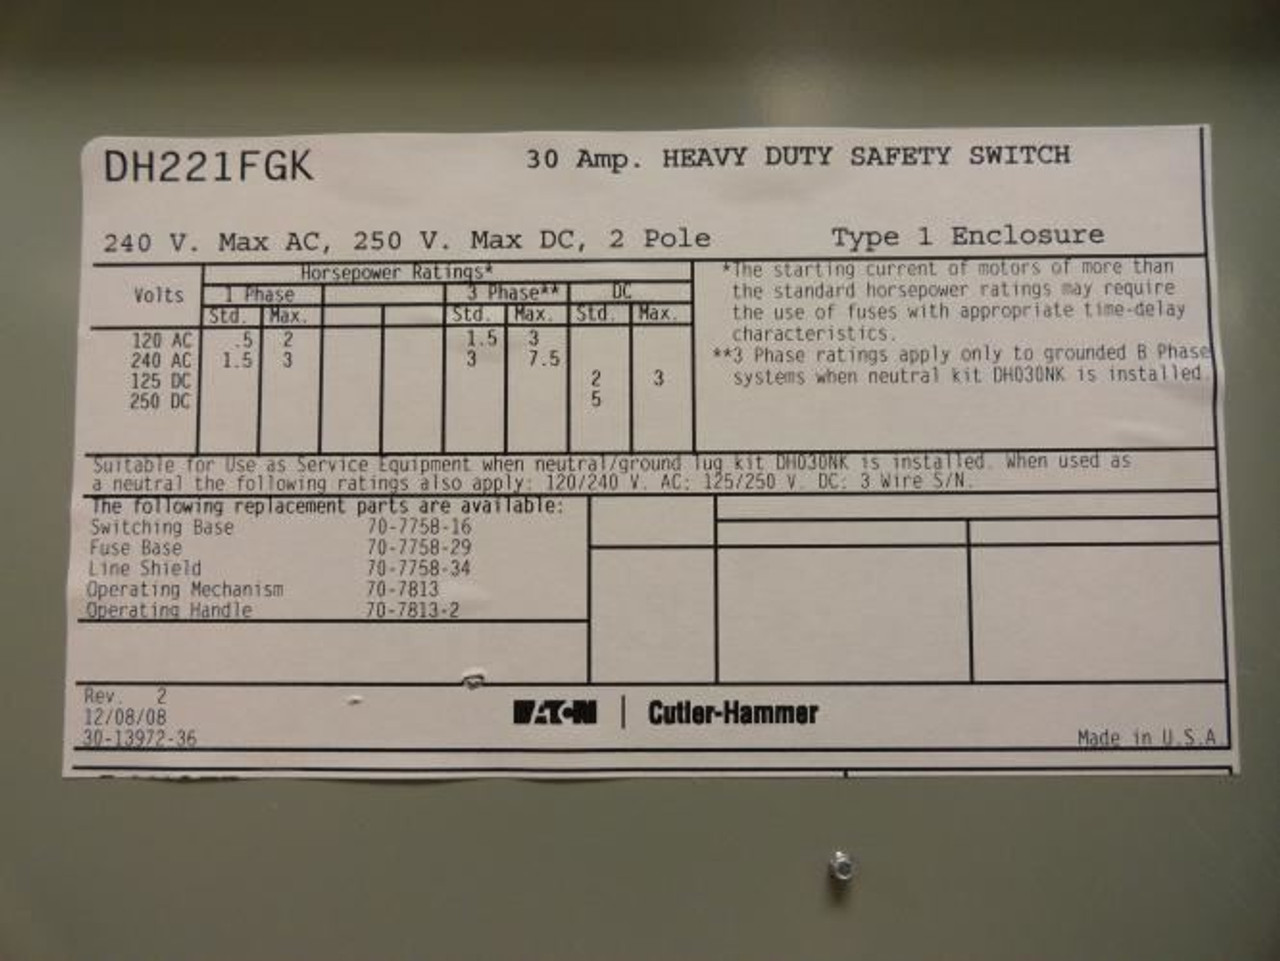 DH221FGK 30 Amp. HEAVY DUTY SAFETY SWITCH
240 V. Max AC, 250 V. Max DC, 2 Pole Type 1 Enclosure
Horsepower Ratings*
Volts 1 Phase 3 Phase** DC
Std. Max. Std. Max. Std. Max.
120 AC .5 2 1.5 3
240 AC 1.5 3 3 7.5
125 DC 2 3
250 DC 5
*The starting current of motors of more than
the standard horsepower ratings may require
the use of fuses with appropriate time-delay
characteristics.
**3 Phase ratings apply only to grounded B Phase
systems when neutral kit DH030NK is installed.
Suitable for Use as Service Equipment when neutral/ground lug kit DH030NK is installed. When used as
a neutral the following ratings also apply: 120/240 V. AC; 125/250 V. DC; 3 Wire S/N.
The following replacement parts are available:
Switching Base 70-7758-16
Fuse Base 70-7758-29
Line Shield 70-7758-34
Operating Mechanism 70-7813
Operating Handle 70-7813-2
Rev. 2
12/08/08
30-13972-36
EATON | Cutler-Hammer
Made in U.S.A.